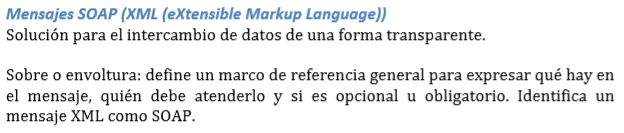 Mensajes SOAP (XML (eXtensible Markup Language))
Solución para el intercambio de datos de una forma transparente.
Sobre o envoltura: define un marco de referencia general para expresar qué hay en
el mensaje, quién debe atenderlo y si es opcional u obligatorio. Identifica un
mensaje XML como SOAP.